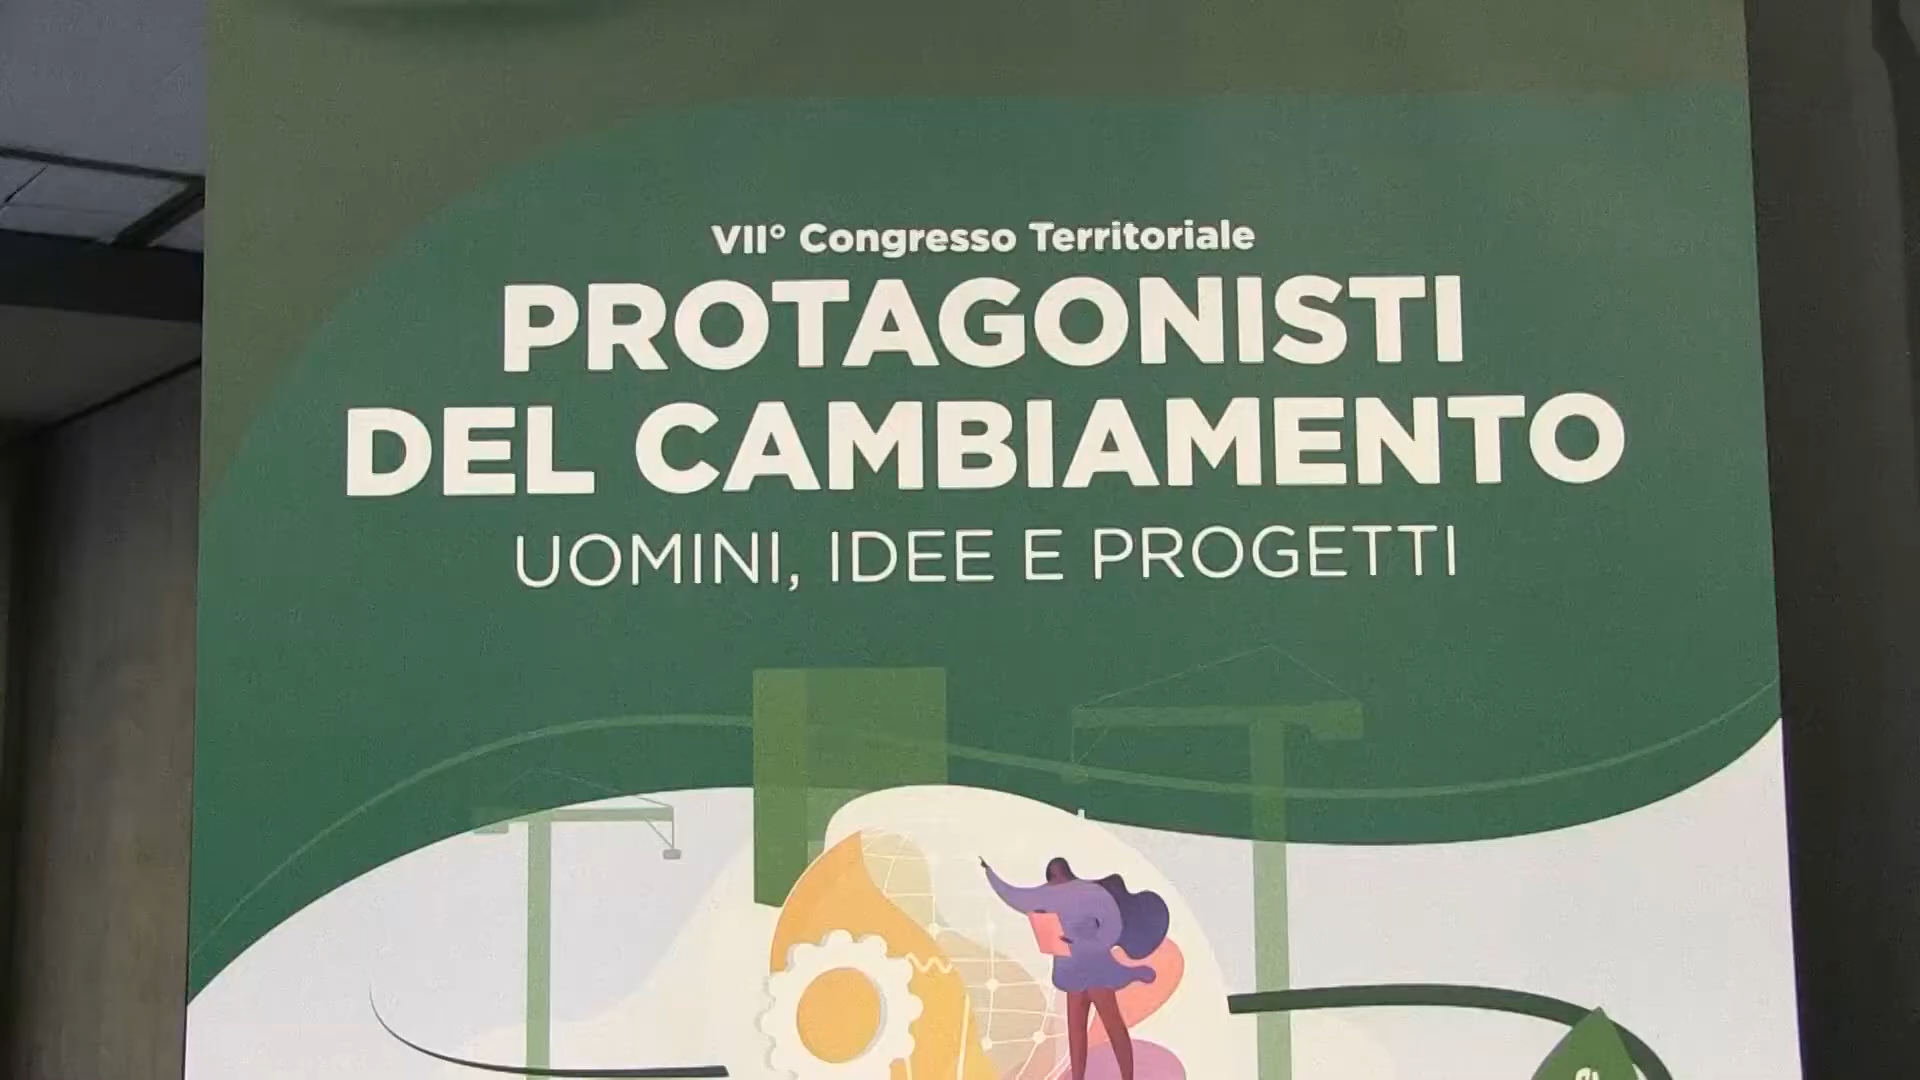 VII° Congresso Territoriale
PROTAGONISTI
DEL CAMBIAMENTO
UOMINI, IDEE E PROGETTI